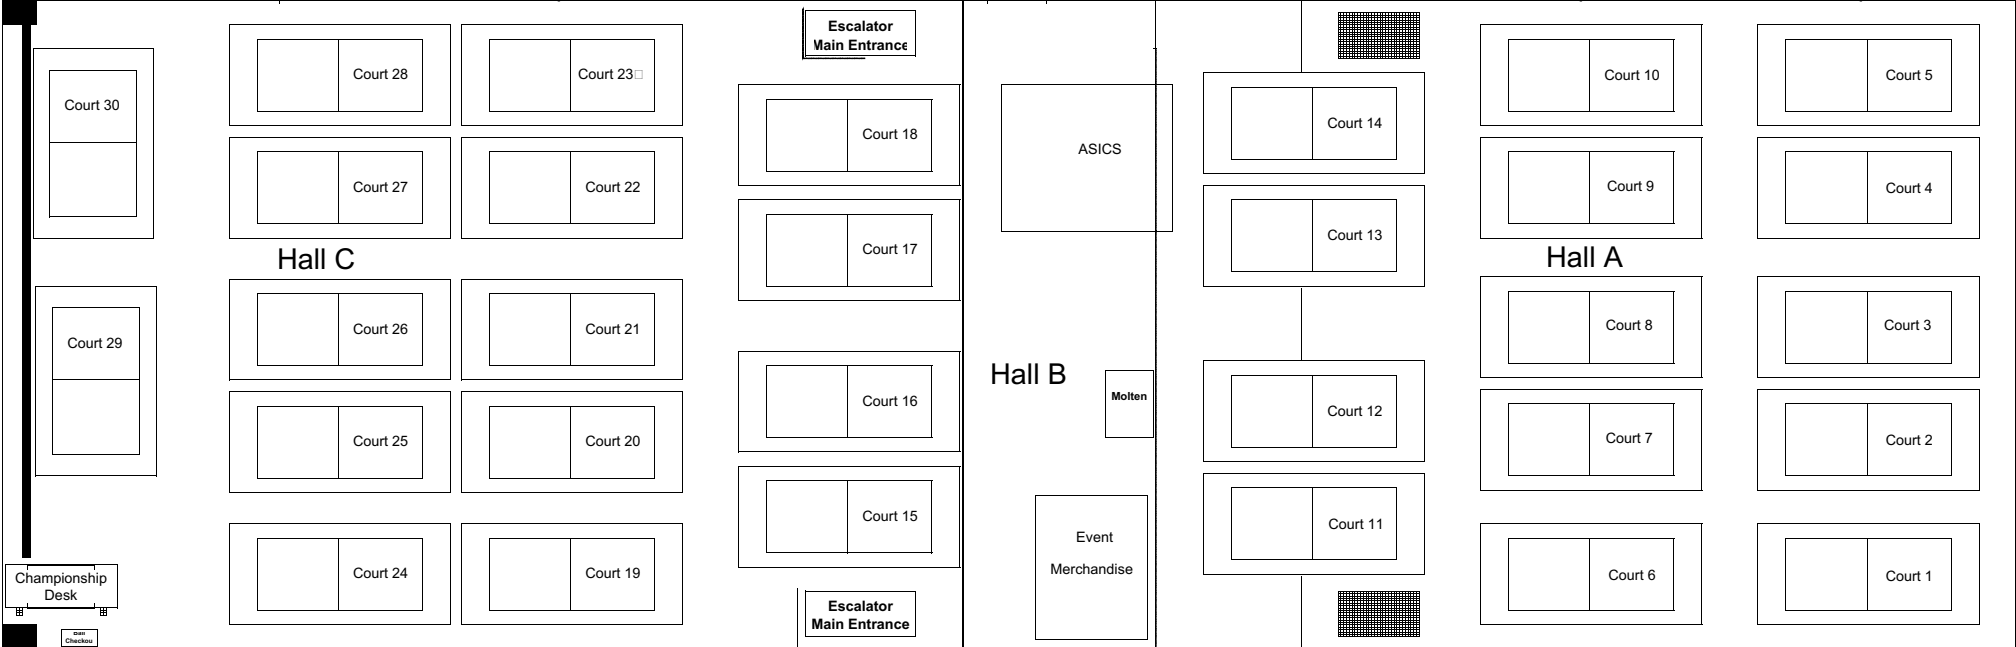 Escalator
Main Entrance
Court 28
Court 23
Court 10
Court 5
Court 30
Court 18
ASICS
Court 14
Court 27
Court 22
Court 9
Court 4
Court 17
Court 13
Hall C
Hall A
Court 26
Court 21
Court 8
Court 3
Court 29
Hall B
Molten
Court 16
Court 12
Court 25
Court 20
Court 7
Court 2
Court 15
Court 11
Event
Merchandise
Championship
Desk
Court 24
Court 19
Court 6
Court 1
Escalator
Main Entrance
Ball
Checkou